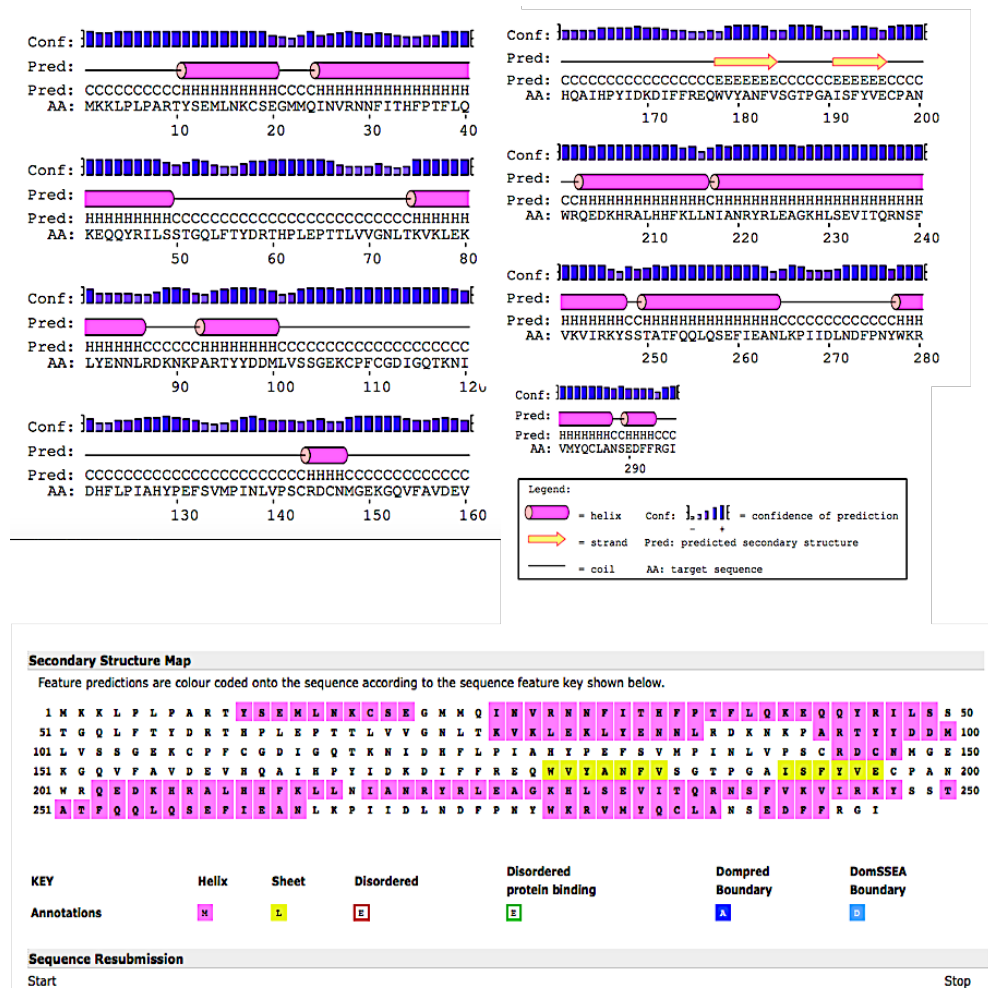 Conf:
Pred:
Pred: CCCCCCCCCCHHHHHHHHHHCCCCHHHHHHHHHHHHHHHH
AA: MKKLPLPARTYSEMLNKCSEGMMQINVRNNFITHFPTFLQ
10 20 30 40
Conf:
Pred:
Pred: HHHHHHHHHCCCCCCCCCCCCCCCCCCCCCCCCCHHHHHH
AA: KEQQYRILSSTGQLFTYDRTHPLEPTTLVVGNLTKVKLEK
50 60 70 80
Conf:
Pred:
Pred: HHHHHHCCCCCCHHHHHHHHCCCCCCCCCCCCCCCCCCCC
AA: LYENNLRDKNKPARTYYDDMLVSSGEKCPFCGDIGQTKNI
90 100 110 120
Conf:
Pred:
Pred: CCCCCCCCCCCCCCCCCCCCCCCHHHHCCCCCCCCCCCCC
AA: DHFLPIAHYPEFSVMPINLVPSCRDCNMGEKGQVFAVDEV
130 140 150 160
Conf:
Pred:
Pred: CCCCCCCCCCCCCCCCCEEEEEEECCCCCCEEEEEECCCC
AA: HQAIHPYIDKDIFFREQWVYANFVSGTPGAISFYVECPAN
170 180 190 200
Conf:
Pred:
Pred: CCHHHHHHHHHHHHHHCHHHHHHHHHHHHHHHHHHHHHHH
AA: WRQEDKHRALHHFKLLNIANRYRLEAGKHLSEVITQRNSF
210 220 230 240
Conf:
Pred:
Pred: HHHHHHHCCHHHHHHHHHHHHHHHCCCCCCCCCCCCCHHH
AA: VKVIRKYSSTATFQQLQSEFIEANLKPIIDLNDFPNYWKR
250 260 270 280
Conf:
Pred:
Pred: HHHHHHHCCHHHHCCC
AA: VMYQCLANSEDFFRGI
290
Legend:
= helix Conf: - + = confidence of prediction
= strand Pred: predicted secondary structure
= coil AA: target sequence
Secondary Structure Map
Feature predictions are colour coded onto the sequence according to the sequence feature key shown below.
1 M K K L P L P A R T Y S E M L N K C S E G M M Q I N V R N N F I T H F P T F L Q K E Q Q Y R I L S S 50
51 T G Q L F T Y D R T H P L E P T T L V V G N L T K V K L E K L Y E N N L R D K N K P A R T Y Y D D M 100
101 L V S S G E K C P F C G D I G Q T K N I D H F L P I A H Y P E F S V M P I N L V P S C R D C N M G E 150
151 K G Q V F A V D E V H Q A I H P Y I D K D I F F R E Q W V Y A N F V S G T P G A I S F Y V E C P A N 200
201 W R Q E D K H R A L H H F K L L N I A N R Y R L E A G K H L S E V I T Q R N S F V K V I R K Y S S T 250
251 A T F Q Q L Q S E F I E A N L K P I I D L N D F P N Y W K R V M Y Q C L A N S E D F F R G I
KEY Helix Sheet Disordered Disordered protein binding Dompred Boundary DomSSEA Boundary
Annotations M L E E A D
Sequence Resubmission
Start Stop